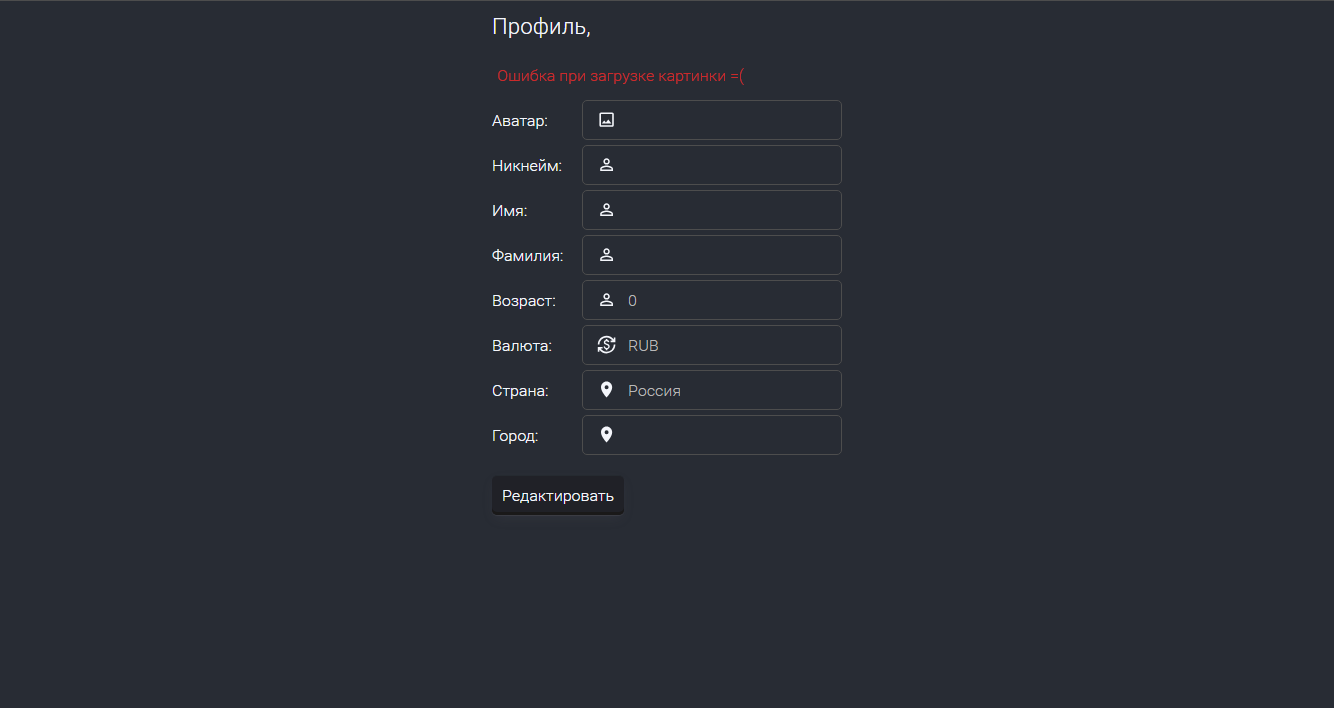 Профиль,
Ошибка при загрузке картинки =(
Аватар:
Никнейм:
Имя:
Фамилия:
Возраст: 0
Валюта: RUB
Страна: Россия
Город:
Редактировать